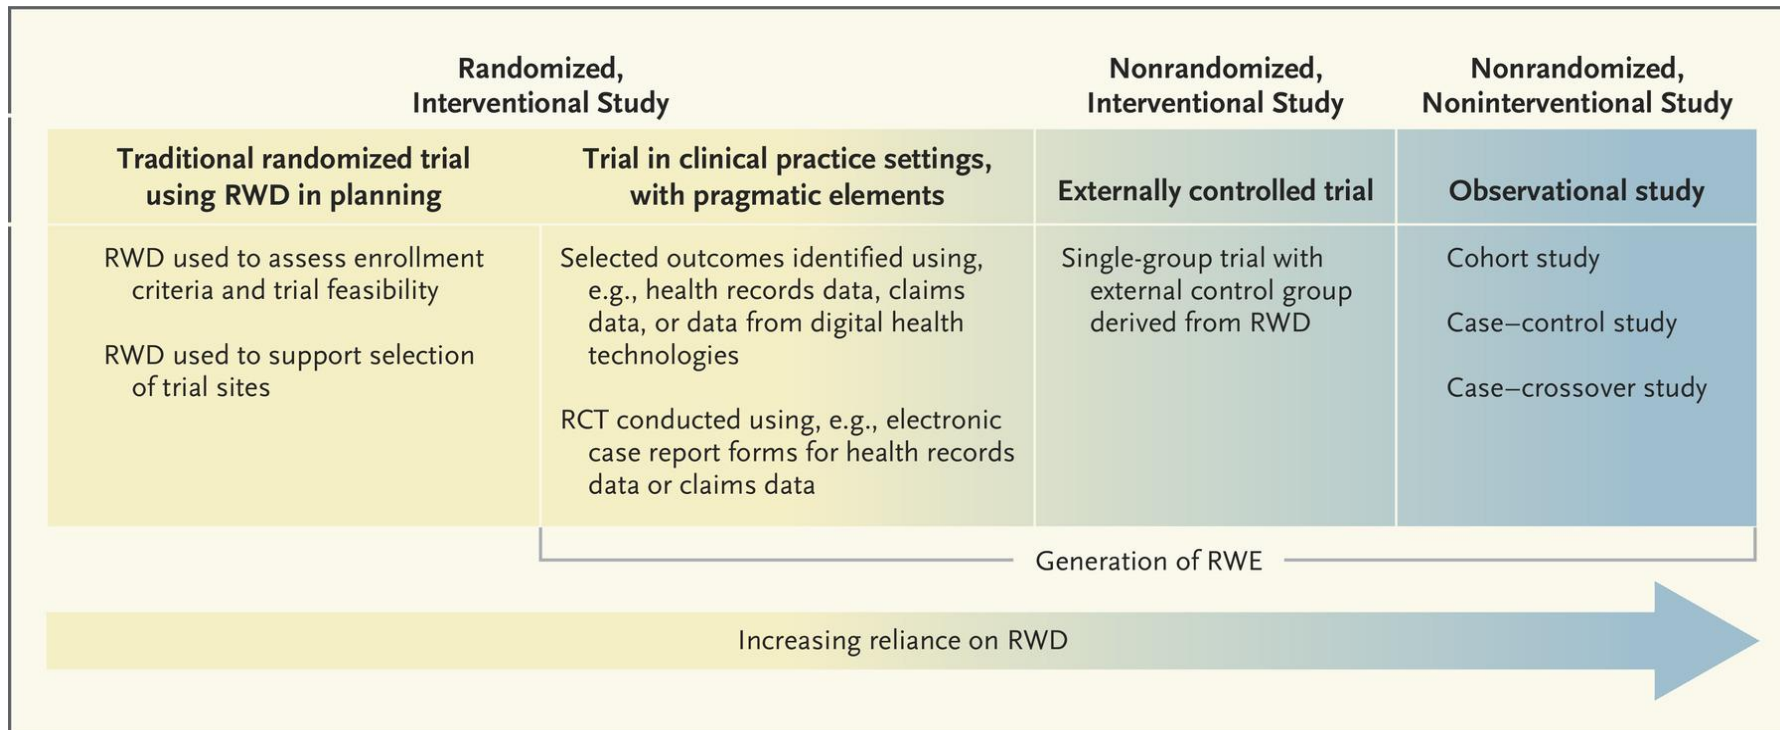 Randomized,
Interventional Study
Nonrandomized,
Interventional Study
Nonrandomized,
Noninterventional Study
Traditional randomized trial
using RWD in planning
Trial in clinical practice settings,
with pragmatic elements
Externally controlled trial
Observational study
RWD used to assess enrollment
criteria and trial feasibility
RWD used to support selection
of trial sites
Selected outcomes identified using,
e.g., health records data, claims
data, or data from digital health
technologies
RCT conducted using, e.g., electronic
case report forms for health records
data or claims data
Single-group trial with
external control group
derived from RWD
Cohort study
Case–control study
Case–crossover study
Generation of RWE
Increasing reliance on RWD